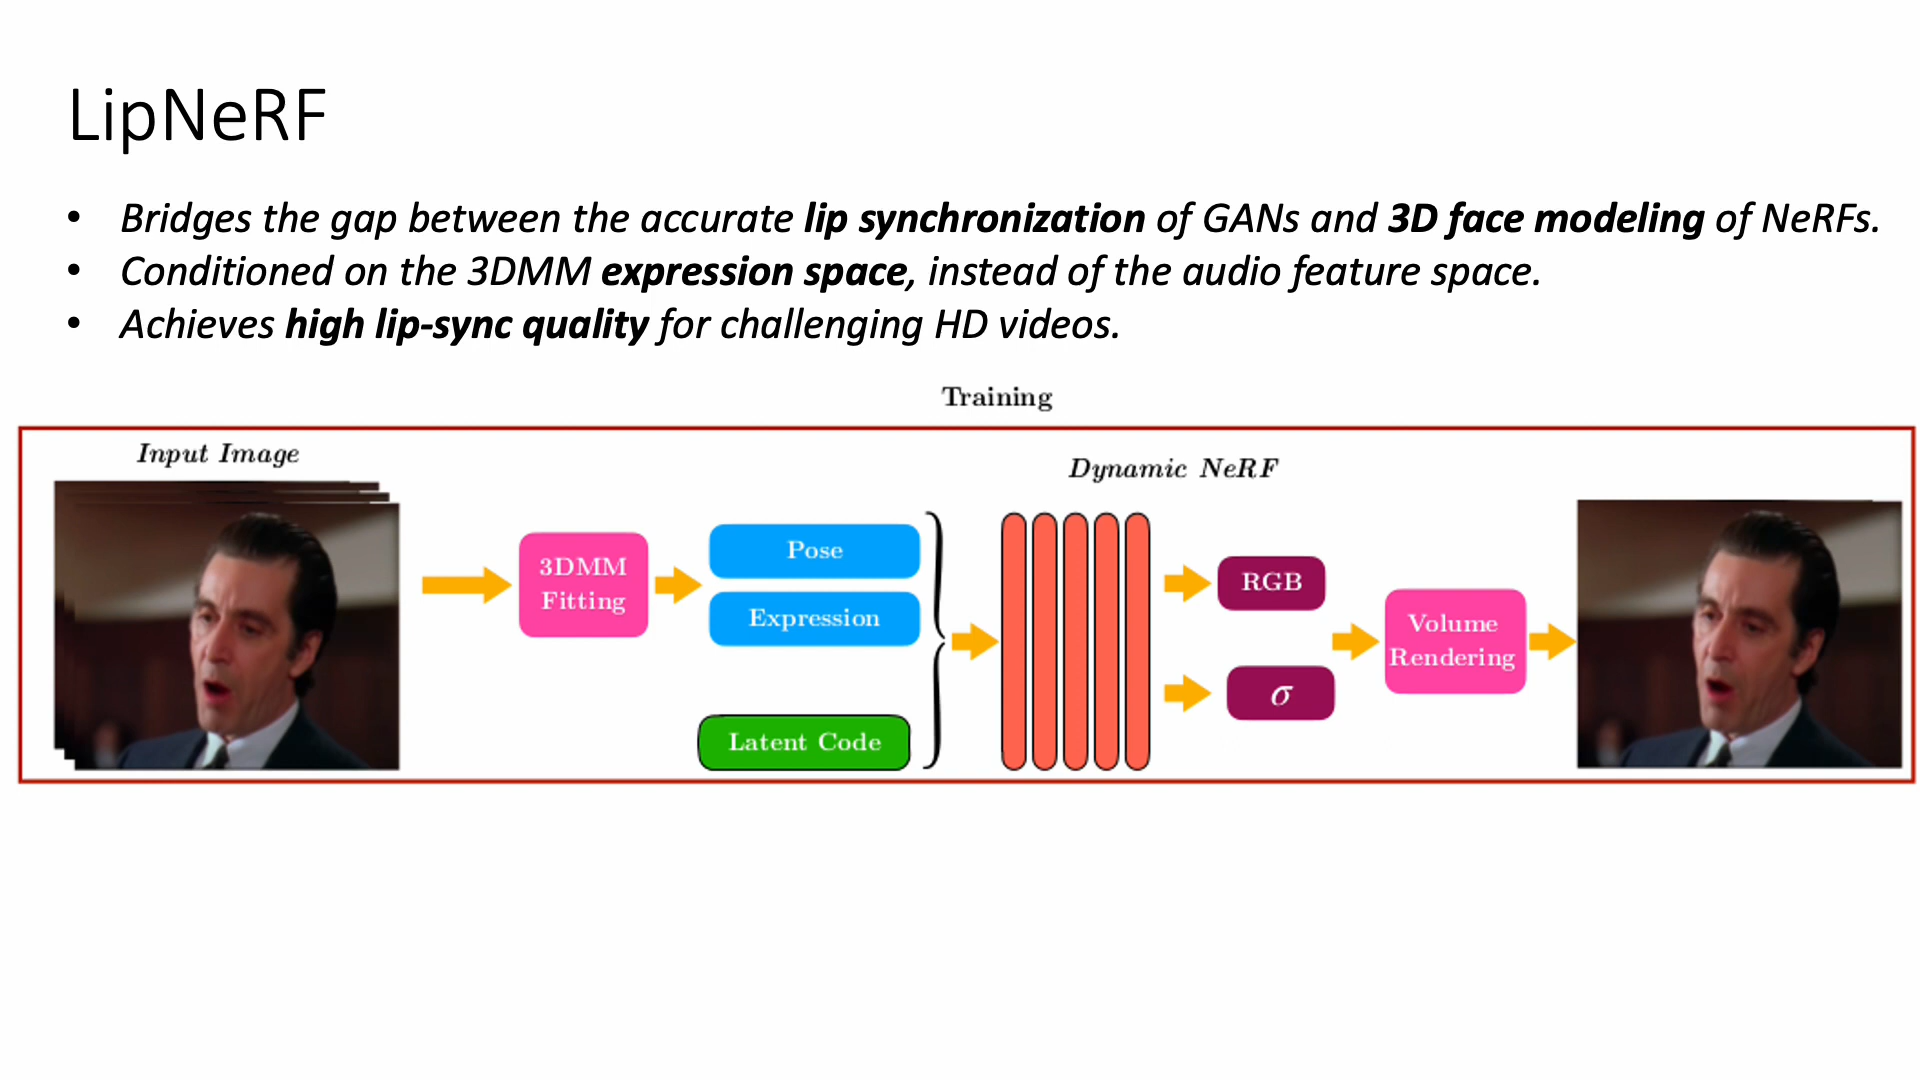 LipNeRF
• Bridges the gap between the accurate lip synchronization of GANs and 3D face modeling of NeRFs.
• Conditioned on the 3DMM expression space, instead of the audio feature space.
• Achieves high lip-sync quality for challenging HD videos.
Training
Input Image
Dynamic NeRF
3DMM
Fitting
Pose
Expression
Latent Code
RGB
σ
Volume
Rendering